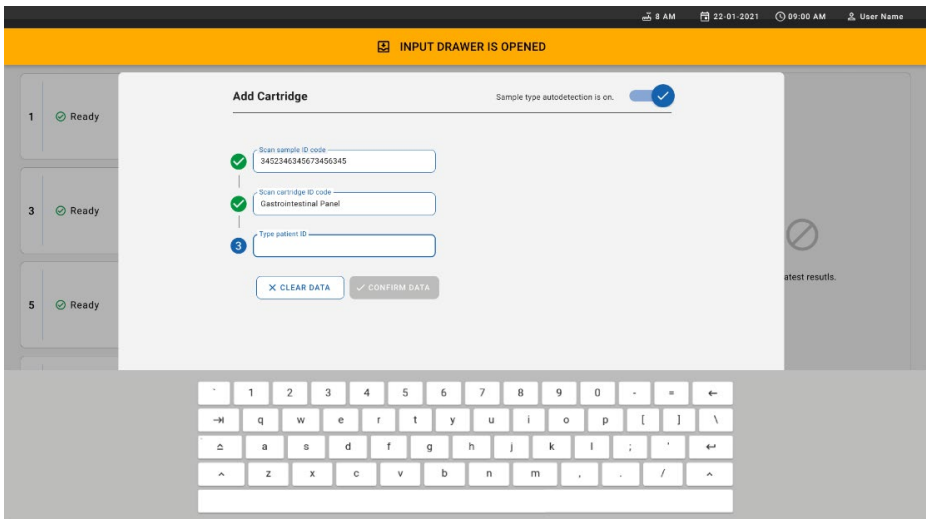 8 AM 22-01-2021 09:00 AM User Name
INPUT DRAWER IS OPENED
Add Cartridge
Sample type autodetection is on.
1 Ready
Scan sample ID code
3452346345673456345
Scan cartridge ID code
Gastrointestinal Panel
3 Ready
Type patient ID
3
atest resutls.
CLEAR DATA
CONFIRM DATA
5 Ready
` 1 2 3 4 5 6 7 8 9 0 - =
q w e r t y u i o p [ ] \
a s d f g h j k l ; '
z x c v b n m , . /